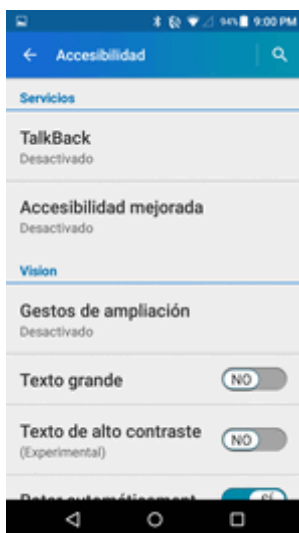 94% 9:00 PM
Accesibilidad
Servicios
TalkBack
Desactivado
Accesibilidad mejorada
Desactivado
Vision
Gestos de ampliación
Desactivado
Texto grande
NO
Texto de alto contraste
NO
(Experimental)